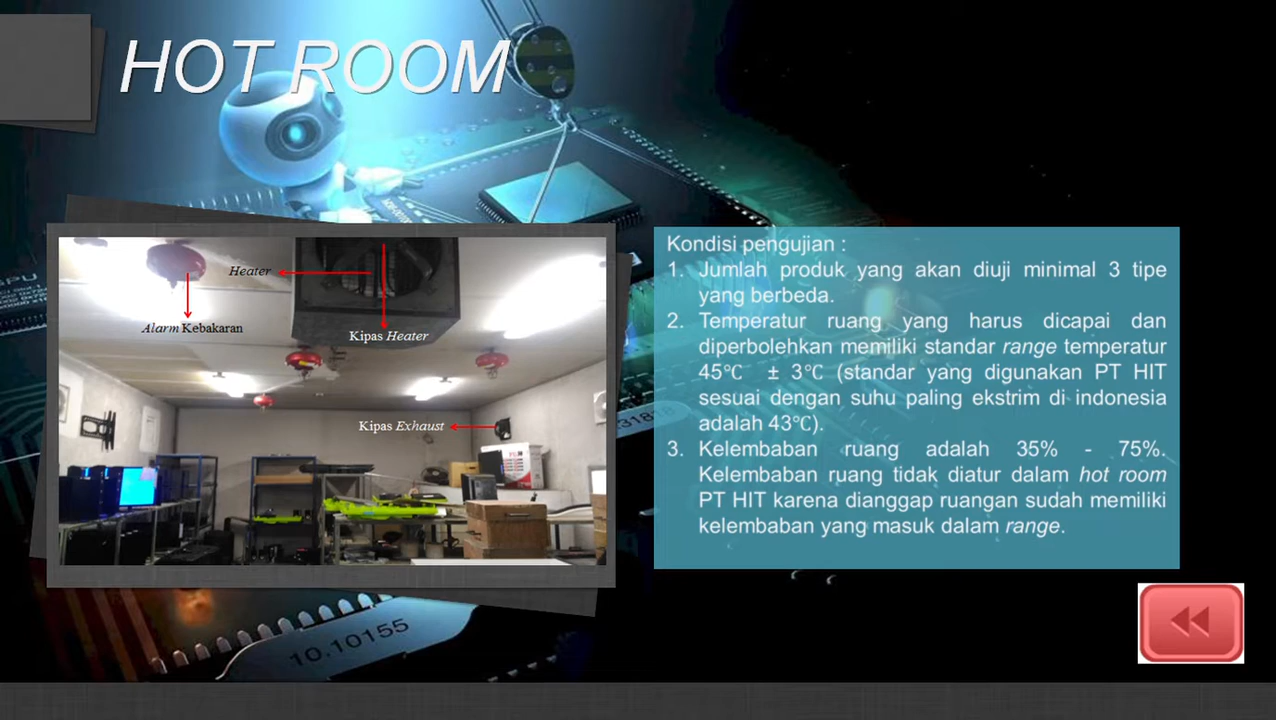 HOT ROOM
Heater
Alarm Kebakaran
Kipas Heater
Kipas Exhaust
Kondisi pengujian :
1. Jumlah produk yang akan diuji minimal 3 tipe
yang berbeda.
2. Temperatur ruang yang harus dicapai dan
diperbolehkan memiliki standar range temperatur
45℃ ± 3℃ (standar yang digunakan PT HIT
sesuai dengan suhu paling ekstrim di indonesia
adalah 43℃).
3. Kelembaban ruang adalah 35% - 75%.
Kelembaban ruang tidak diatur dalam hot room
PT HIT karena dianggap ruangan sudah memiliki
kelembaban yang masuk dalam range.
10.10155